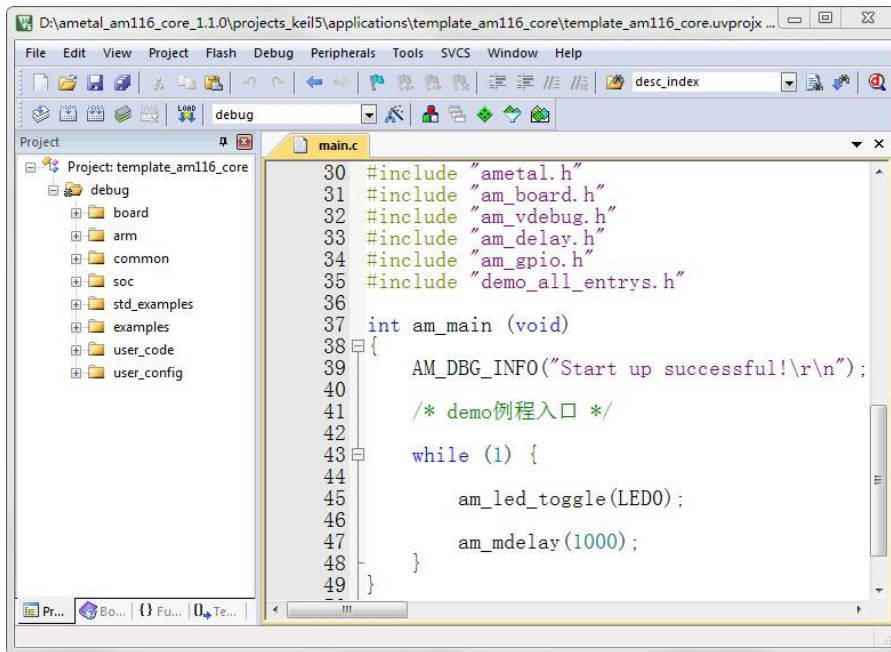 D:\ametal_am116_core_1.1.0\projects_keil5\applications\template_am116_core\template_am116_core.uvprojx ...
File Edit View Project Flash Debug Peripherals Tools SVCS Window Help
desc_index
LOAD
debug
Project
main.c
Project: template_am116_core
debug
board
arm
common
soc
std_examples
examples
user_code
user_config
30 #include "ametal.h"
31 #include "am_board.h"
32 #include "am_vdebug.h"
33 #include "am_delay.h"
34 #include "am_gpio.h"
35 #include "demo_all_entrys.h"
36
37 int am_main (void)
38 {
39 AM_DBG_INFO("Start up successful!\r\n");
40
41 /* demo例程入口 */
42
43 while (1) {
44
45 am_led_toggle(LED0);
46
47 am_mdelay(1000);
48 }
49 }
Pr... Bo... {} Fu... 0 Te...